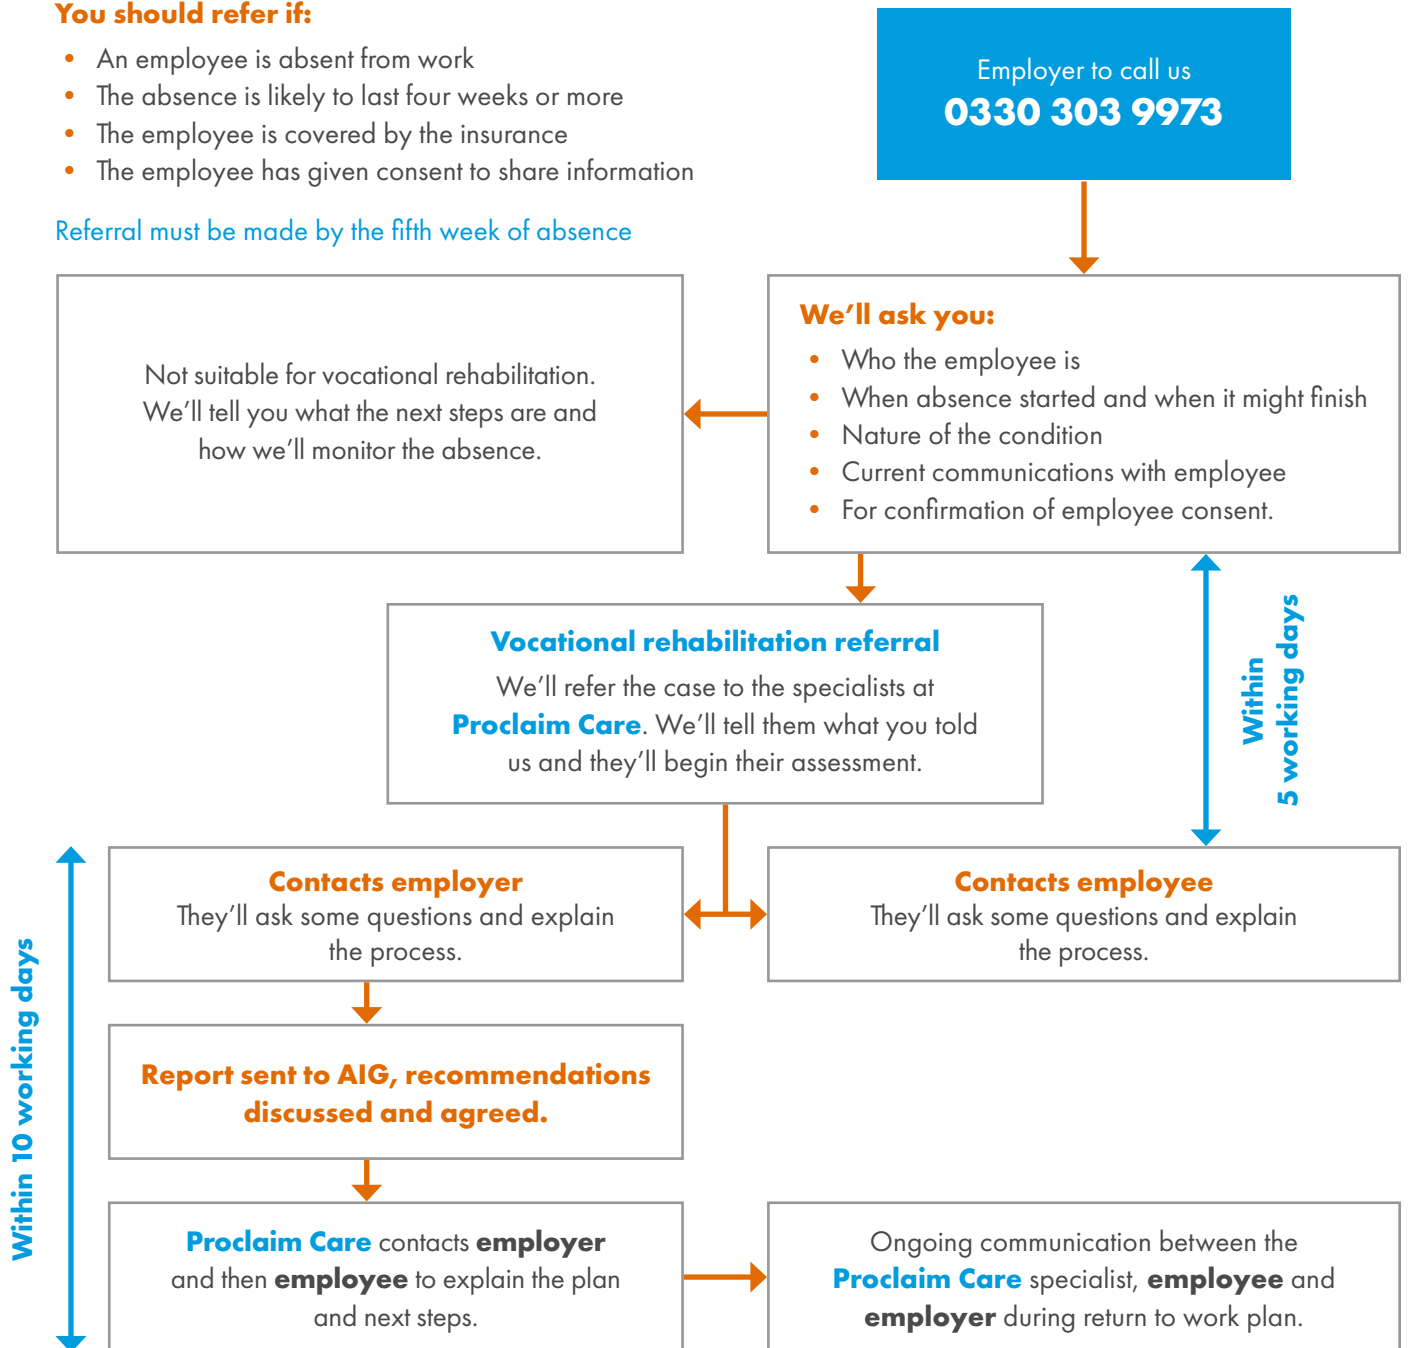 You should refer if:
• An employee is absent from work
• The absence is likely to last four weeks or more
• The employee is covered by the insurance
• The employee has given consent to share information
Referral must be made by the fifth week of absence
Employer to call us
0330 303 9973
We’ll ask you:
• Who the employee is
• When absence started and when it might finish
• Nature of the condition
• Current communications with employee
• For confirmation of employee consent.
Not suitable for vocational rehabilitation.
We’ll tell you what the next steps are and
how we’ll monitor the absence.
Vocational rehabilitation referral
We’ll refer the case to the specialists at
Proclaim Care. We’ll tell them what you told
us and they’ll begin their assessment.
Within
5 working days
Contacts employer
They’ll ask some questions and explain
the process.
Contacts employee
They’ll ask some questions and explain
the process.
Within 10 working days
Report sent to AIG, recommendations
discussed and agreed.
Proclaim Care contacts employer
and then employee to explain the plan
and next steps.
Ongoing communication between the
Proclaim Care specialist, employee and
employer during return to work plan.